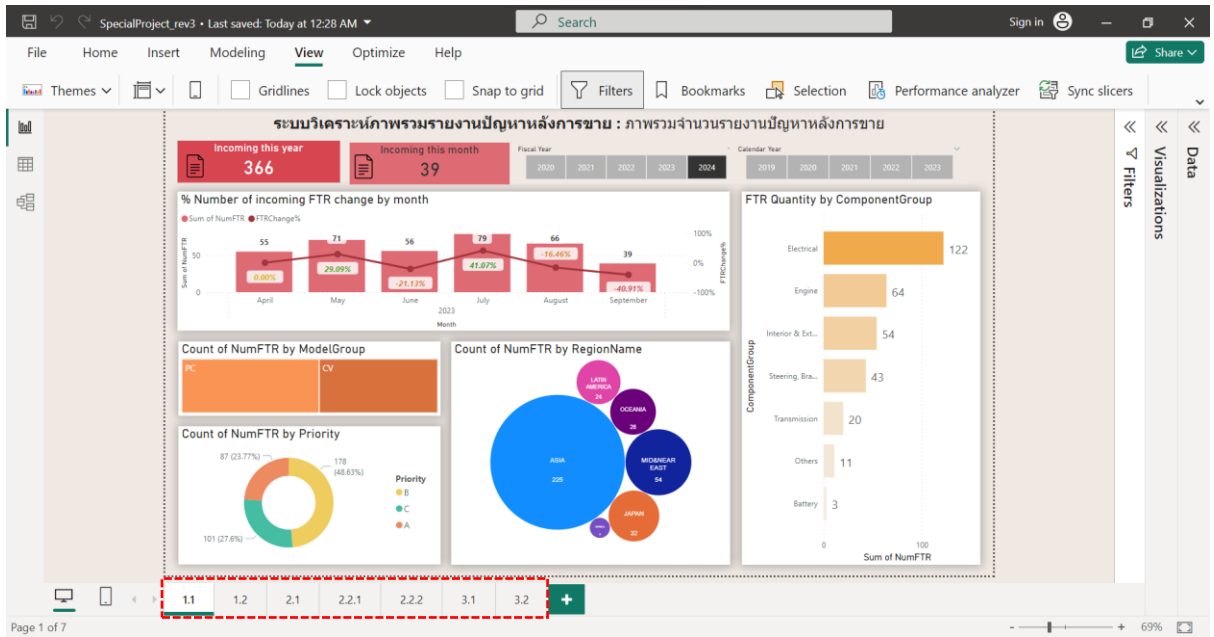 SpecialProject_rev3 • Last saved: Today at 12:28 AM
Search
Sign in
File Home Insert Modeling View Optimize Help
Share
Themes Gridlines Lock objects Snap to grid Filters Bookmarks Selection Performance analyzer Sync slicers
ระบบวิเคราะห์ภาพรวมรายงานปัญหาหลังการขาย : ภาพรวมจำนวนรายงานปัญหาหลังการขาย
Incoming this year
366
Incoming this month
39
Fiscal Year
2020 2021 2022 2023 2024
Calendar Year
2019 2020 2021 2022 2023
% Number of incoming FTR change by month
Sum of NumFTR FTRChange%
Sum of NumFTR
50
0
55 71 56 79 66 39
0.00% 29.09% -21.13% 41.07% -16.46% -40.91%
100%
0%
-100%
FTRChange%
April May June July August September
2023
Month
Count of NumFTR by ModelGroup
PC
CV
Count of NumFTR by Priority
87 (23.77%)
178
(48.63%)
101 (27.6%)
Priority
B
C
A
Count of NumFTR by RegionName
LATIN
AMERICA
24
OCEANIA
26
ASIA
225
MID&NEAR
EAST
54
JAPAN
32
FTR Quantity by ComponentGroup
ComponentGroup
Electrical 122
Engine 64
Interior & Ext... 54
Steering, Bra... 43
Transmission 20
Others 11
Battery 3
0 100
Sum of NumFTR
Filters
Visualizations
Data
1.1 1.2 2.1 2.2.1 2.2.2 3.1 3.2
Page 1 of 7
69%